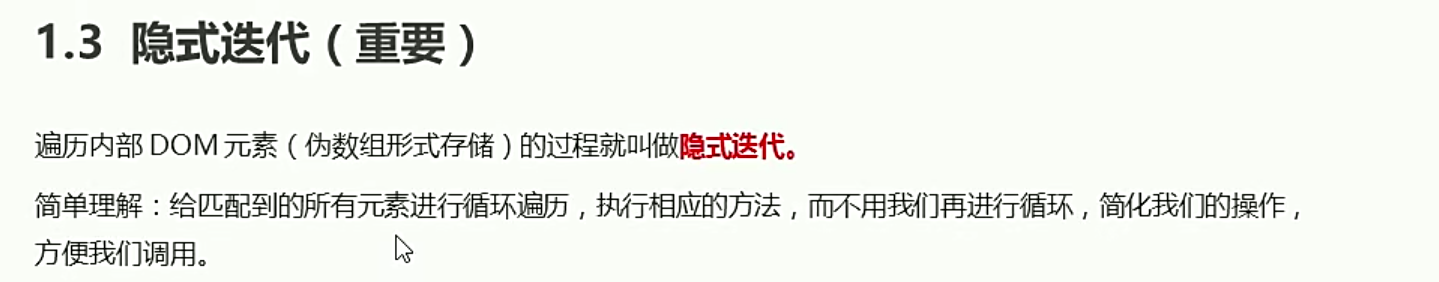 1.3 隐式迭代（重要）
遍历内部 DOM 元素（伪数组形式存储）的过程就叫做隐式迭代。
简单理解：给匹配到的所有元素进行循环遍历，执行相应的方法，而不用我们再进行循环，简化我们的操作，
方便我们调用。